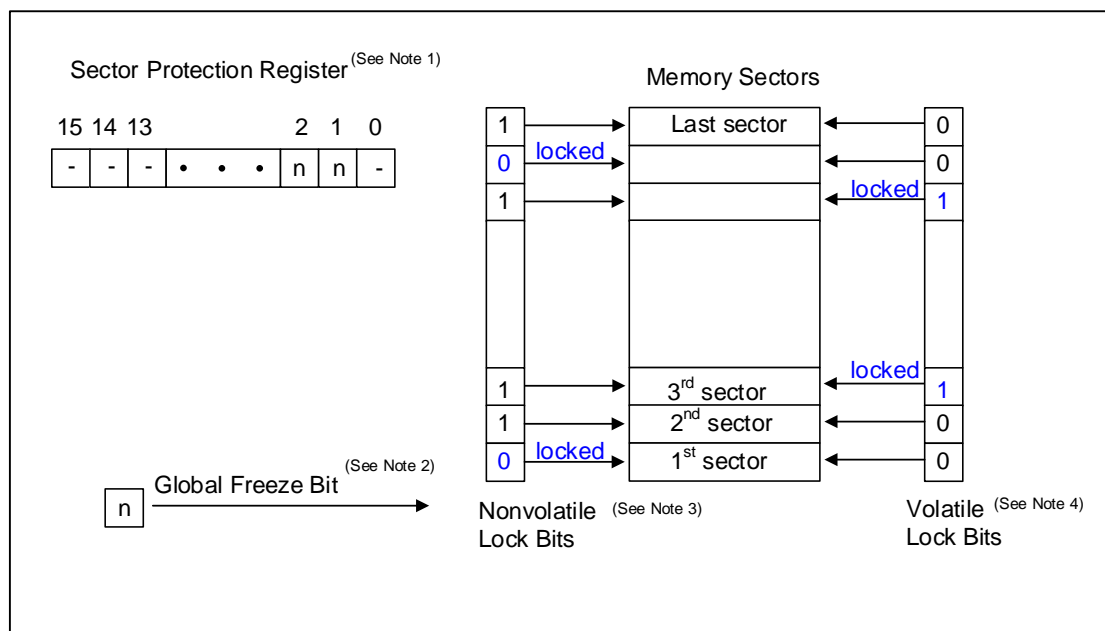 Sector Protection Register (See Note 1)
15 14 13 2 1 0
- - - • • • n n -
Memory Sectors
1 Last sector 0
0 locked 0
1 locked 1
locked
1 3rd sector 1
1 2nd sector 0
0 locked 1st sector 0
n Global Freeze Bit (See Note 2)
Nonvolatile (See Note 3)
Lock Bits
Volatile (See Note 4)
Lock Bits